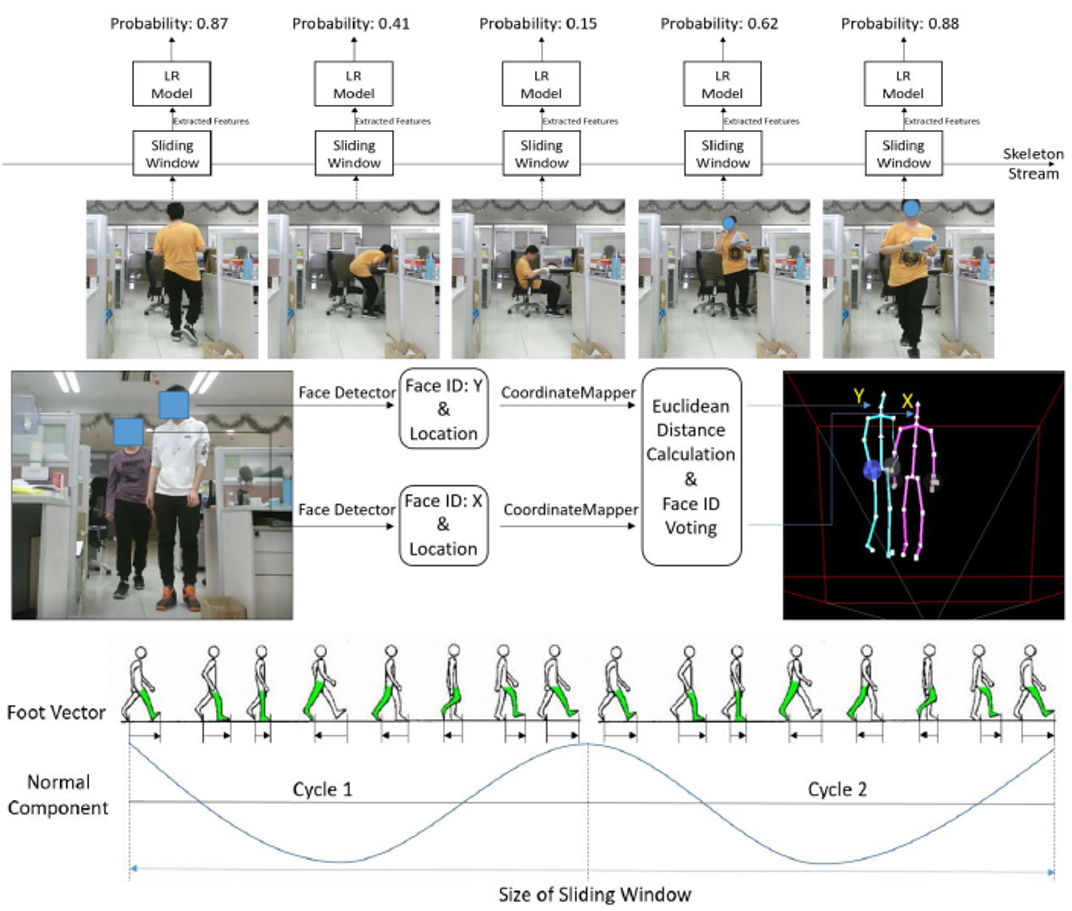 Probability: 0.87
Probability: 0.41
Probability: 0.15
Probability: 0.62
Probability: 0.88
LR
Model
LR
Model
LR
Model
LR
Model
LR
Model
Extracted Features
Extracted Features
Extracted Features
Extracted Features
Extracted Features
Sliding
Window
Sliding
Window
Sliding
Window
Sliding
Window
Sliding
Window
Skeleton
Stream
Face Detector
Face ID: Y
&
Location
CoordinateMapper
Face Detector
Face ID: X
&
Location
CoordinateMapper
Euclidean
Distance
Calculation
&
Face ID
Voting
Y
X
Foot Vector
Normal
Component
Cycle 1
Cycle 2
Size of Sliding Window